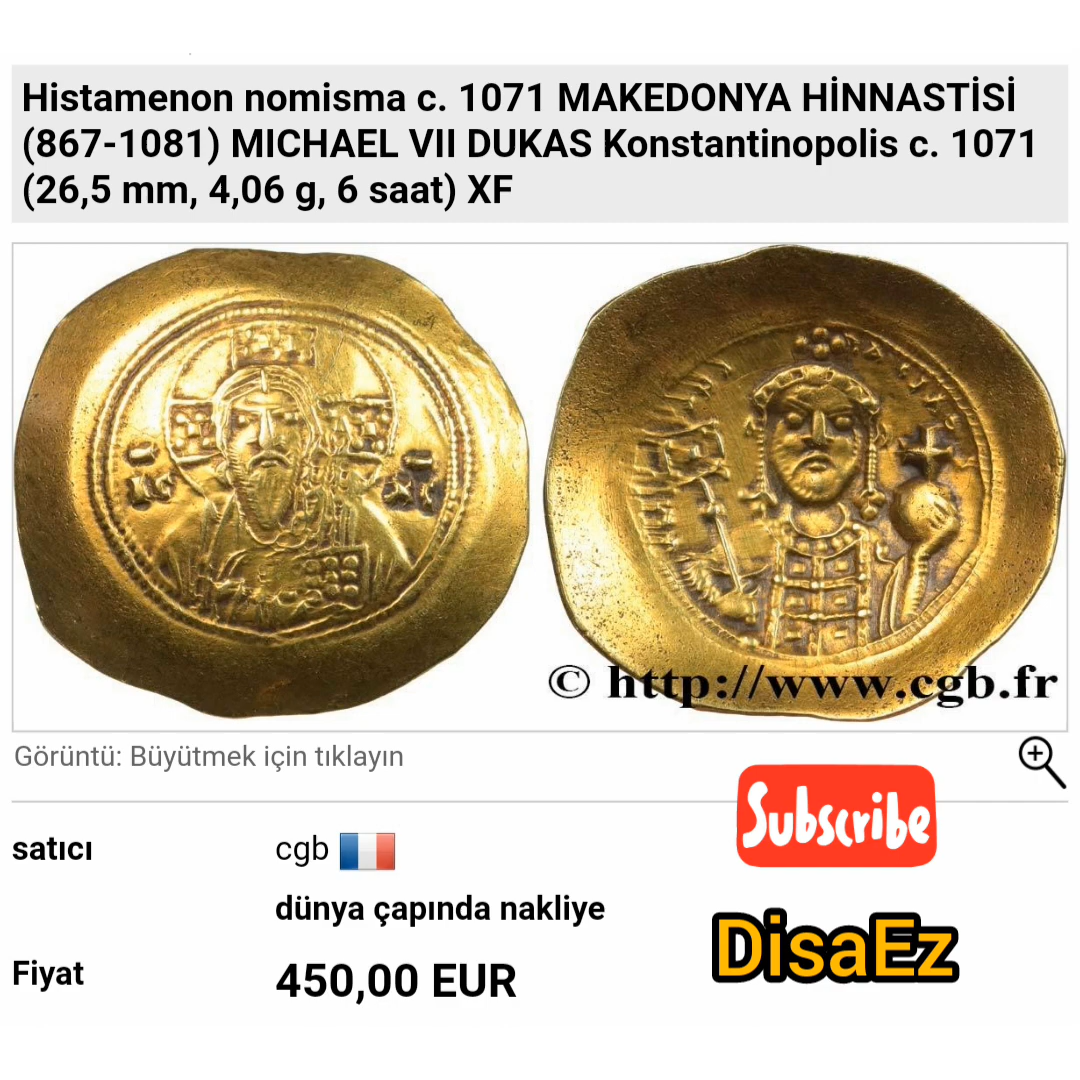 Histamenon nomisma c. 1071 MAKEDONYA HİNNASTİSİ
(867-1081) MICHAEL VII DUKAS Konstantinopolis c. 1071
(26,5 mm, 4,06 g, 6 saat) XF
© http://www.cgb.fr
Görüntü: Büyütmek için tıklayın
Subscribe
satıcı
cgb
dünya çapında nakliye
DisaEz
Fiyat
450,00 EUR